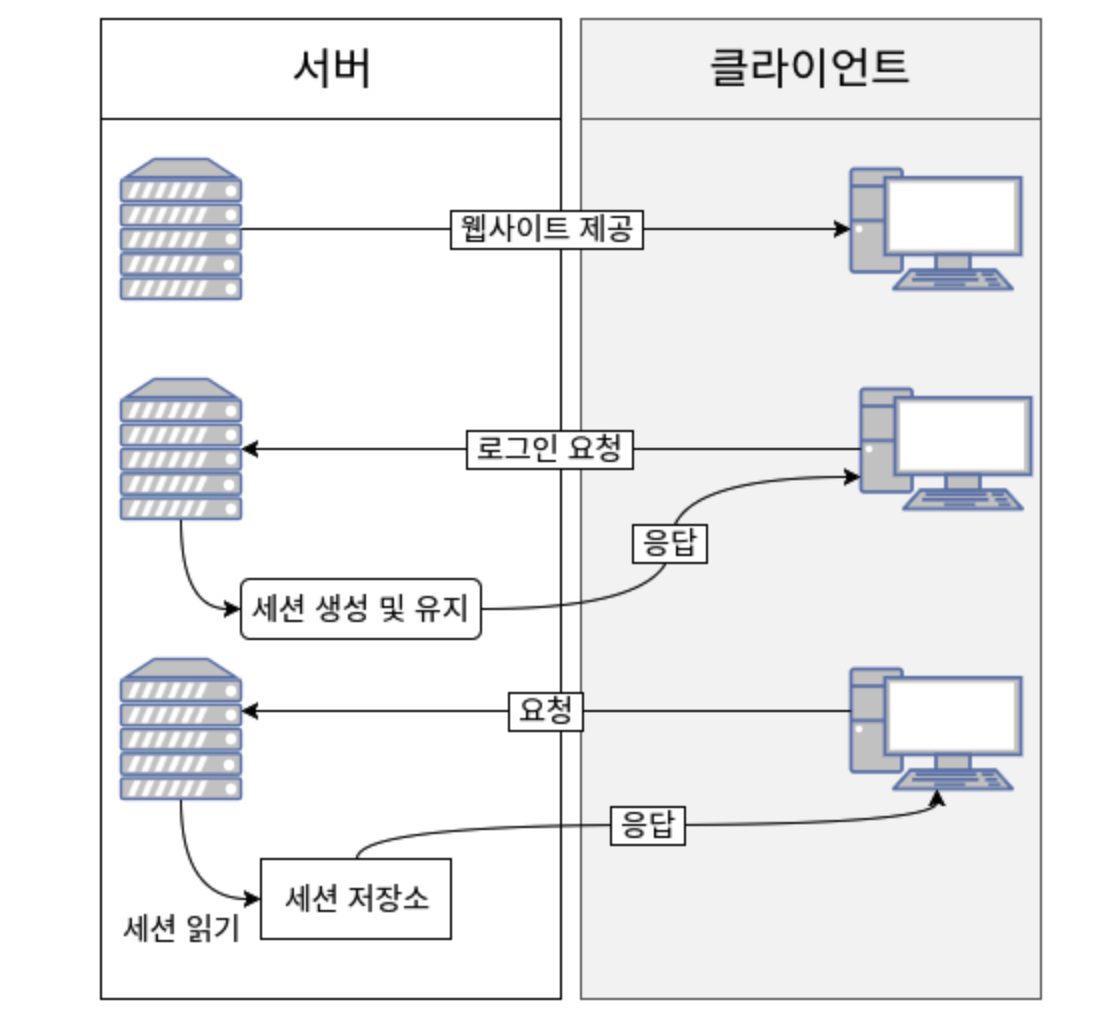 서버
클라이언트
웹사이트 제공
로그인 요청
응답
세션 생성 및 유지
요청
응답
세션 저장소
세션 읽기